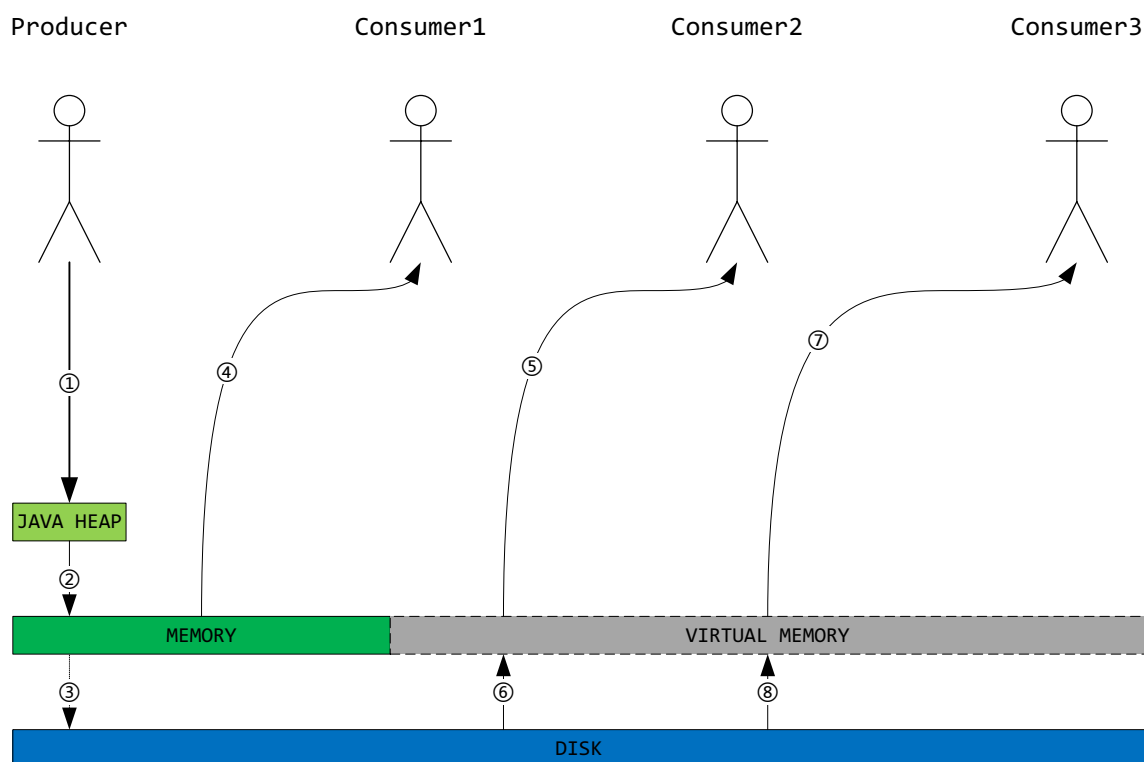 Producer Consumer1 Consumer2 Consumer3
④ ⑤ ⑦
①
JAVA HEAP
②
MEMORY VIRTUAL MEMORY
③ ⑥ ⑧
DISK